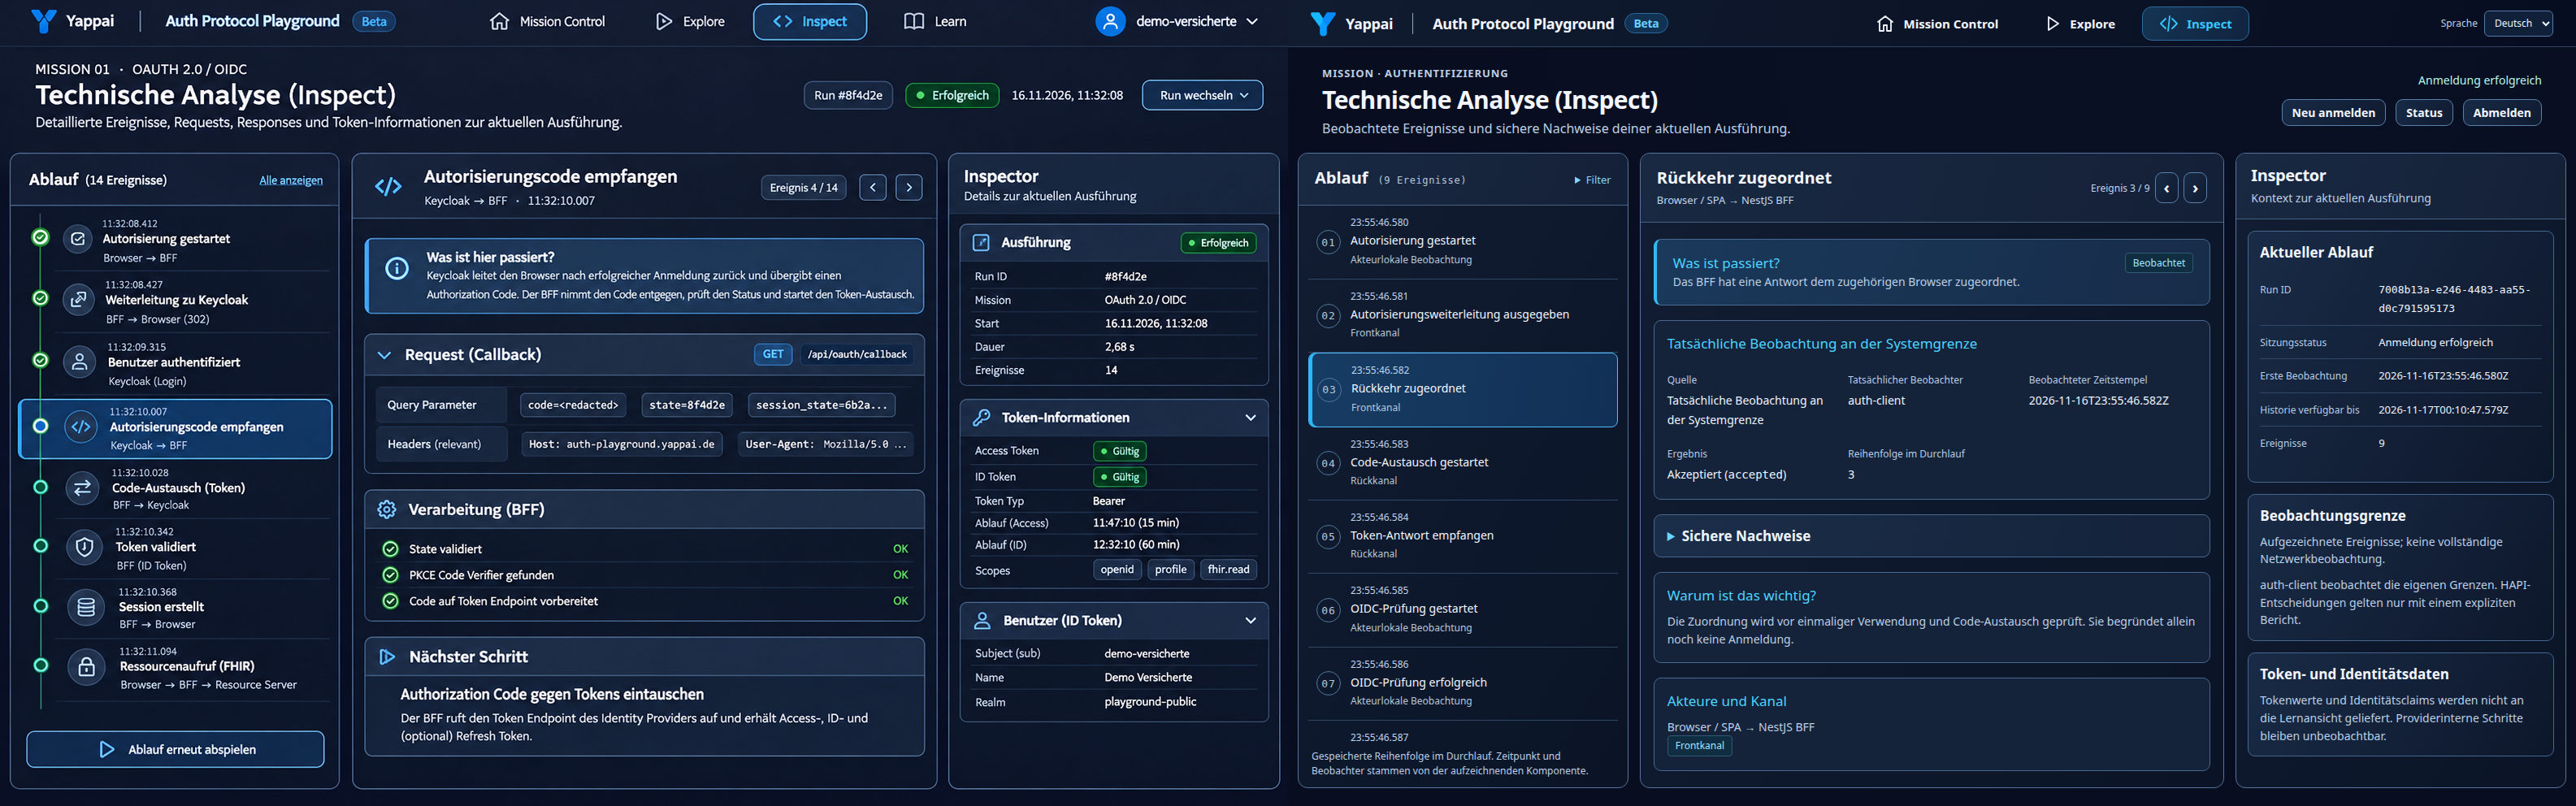 Yappai
Auth Protocol Playground
Beta
Mission Control
Explore
Inspect
Learn
demo-versicherte
MISSION 01 · OAUTH 2.0 / OIDC
Technische Analyse (Inspect)
Detaillierte Ereignisse, Requests, Responses und Token-Informationen zur aktuellen Ausführung.
Run #8f4d2e
Erfolgreich
16.11.2026, 11:32:08
Run wechseln
Ablauf (14 Ereignisse)
Alle anzeigen
11:32:08.412
Autorisierung gestartet
Browser → BFF
11:32:08.427
Weiterleitung zu Keycloak
BFF → Browser (302)
11:32:09.315
Benutzer authentifiziert
Keycloak (Login)
11:32:10.007
Autorisierungscode empfangen
Keycloak → BFF
11:32:10.028
Code-Austausch (Token)
BFF → Keycloak
11:32:10.342
Token validiert
BFF (ID Token)
11:32:10.368
Session erstellt
BFF → Browser
11:32:11.094
Ressourcenaufruf (FHIR)
Browser → BFF → Resource Server
Ablauf erneut abspielen
Autorisierungscode empfangen
Keycloak → BFF · 11:32:10.007
Ereignis 4 / 14
Was ist hier passiert?
Keycloak leitet den Browser nach erfolgreicher Anmeldung zurück und übergibt einen
Authorization Code. Der BFF nimmt den Code entgegen, prüft den Status und startet den Token-Austausch.
Request (Callback)
GET
/api/oauth/callback
Query Parameter
code=<redacted>
state=8f4d2e
session_state=6b2a...
Headers (relevant)
Host: auth-playground.yappai.de
User-Agent: Mozilla/5.0 ...
Verarbeitung (BFF)
State validiert
OK
PKCE Code Verifier gefunden
OK
Code auf Token Endpoint vorbereitet
OK
Nächster Schritt
Authorization Code gegen Tokens eintauschen
Der BFF ruft den Token Endpoint des Identity Providers auf und erhält Access-, ID- und
(optional) Refresh Token.
Inspector
Details zur aktuellen Ausführung
Ausführung
Erfolgreich
Run ID
#8f4d2e
Mission
OAuth 2.0 / OIDC
Start
16.11.2026, 11:32:08
Dauer
2,68 s
Ereignisse
14
Token-Informationen
Access Token
Gültig
ID Token
Gültig
Token Typ
Bearer
Ablauf (Access)
11:47:10 (15 min)
Ablauf (ID)
12:32:10 (60 min)
Scopes
openid
profile
fhir.read
Benutzer (ID Token)
Subject (sub)
demo-versicherte
Name
Demo Versicherte
Realm
playground-public
Yappai
Auth Protocol Playground
Beta
Mission Control
Explore
Inspect
Sprache
Deutsch
MISSION · AUTHENTIFIZIERUNG
Technische Analyse (Inspect)
Beobachtete Ereignisse und sichere Nachweise deiner aktuellen Ausführung.
Anmeldung erfolgreich
Neu anmelden
Status
Abmelden
Ablauf (9 Ereignisse)
Filter
23:55:46.580
01
Autorisierung gestartet
Akteurlokale Beobachtung
23:55:46.581
02
Autorisierungsweiterleitung ausgegeben
Frontkanal
23:55:46.582
03
Rückkehr zugeordnet
Frontkanal
23:55:46.583
04
Code-Austausch gestartet
Rückkanal
23:55:46.584
05
Token-Antwort empfangen
Rückkanal
23:55:46.585
06
OIDC-Prüfung gestartet
Akteurlokale Beobachtung
23:55:46.586
07
OIDC-Prüfung erfolgreich
Akteurlokale Beobachtung
23:55:46.587
Gespeicherte Reihenfolge im Durchlauf. Zeitpunkt und
Beobachter stammen von der aufzeichnenden Komponente.
Rückkehr zugeordnet
Browser / SPA → NestJS BFF
Ereignis 3 / 9
Was ist passiert?
Beobachtet
Das BFF hat eine Antwort dem zugehörigen Browser zugeordnet.
Tatsächliche Beobachtung an der Systemgrenze
Quelle
Tatsächliche Beobachtung an
der Systemgrenze
Tatsächlicher Beobachter
auth-client
Beobachteter Zeitstempel
2026-11-16T23:55:46.582Z
Ergebnis
Akzeptiert (accepted)
Reihenfolge im Durchlauf
3
Sichere Nachweise
Warum ist das wichtig?
Die Zuordnung wird vor einmaliger Verwendung und Code-Austausch geprüft. Sie begründet allein
noch keine Anmeldung.
Akteure und Kanal
Browser / SPA → NestJS BFF
Frontkanal
Inspector
Kontext zur aktuellen Ausführung
Aktueller Ablauf
Run ID
7008b13a-e246-4483-aa55-
d0c791595173
Sitzungsstatus
Anmeldung erfolgreich
Erste Beobachtung
2026-11-16T23:55:46.580Z
Historie verfügbar bis
2026-11-17T00:10:47.579Z
Ereignisse
9
Beobachtungsgrenze
Aufgezeichnete Ereignisse; keine vollständige
Netzwerkbeobachtung.
auth-client beobachtet die eigenen Grenzen. HAPI-
Entscheidungen gelten nur mit einem expliziten
Bericht.
Token- und Identitätsdaten
Tokenwerte und Identitätsclaims werden nicht an
die Lernansicht geliefert. Providerinterne Schritte
bleiben unbeobachtbar.